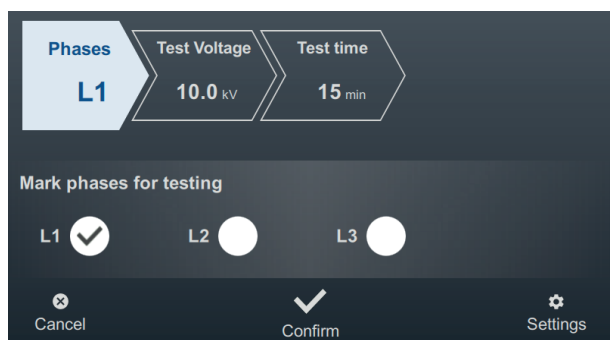 Phases Test Voltage Test time
L1 10.0 kV 15 min
Mark phases for testing
L1 L2 L3
Cancel Confirm Settings